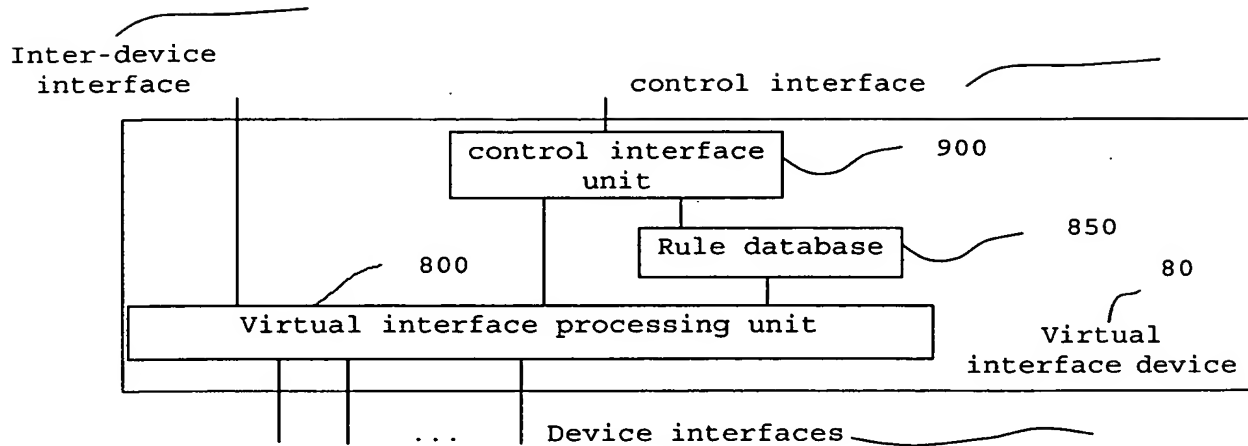 Inter-device
interface
control interface
control interface
unit
900
Rule database
850
800
80
Virtual interface processing unit
Virtual
interface device
... Device interfaces